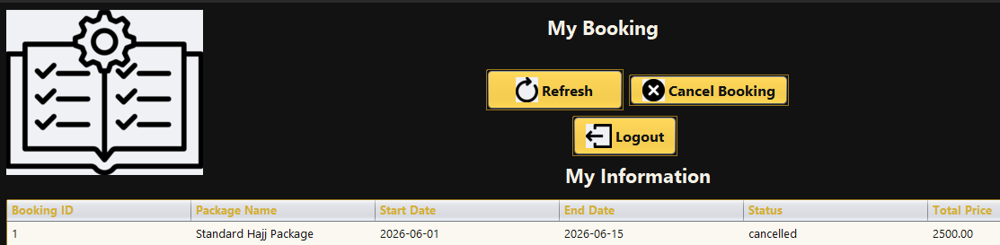 My Booking
Refresh Cancel Booking
Logout
My Information
Booking ID Package Name Start Date End Date Status Total Price
1 Standard Hajj Package 2026-06-01 2026-06-15 cancelled 2500.00